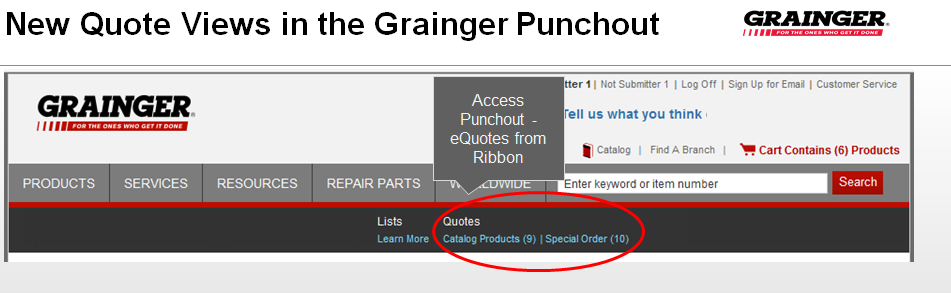 New Quote Views in the Grainger Punchout
GRAINGER
FOR THE ONES WHO GET IT DONE
tter 1 | Not Submitter 1 | Log Off | Sign Up for Email | Customer Service
GRAINGER
FOR THE ONES WHO GET IT DONE
Access
Punchout -
eQuotes from
Ribbon
Tell us what you think
Catalog | Find A Branch | Cart Contains (6) Products
PRODUCTS SERVICES RESOURCES REPAIR PARTS WORLDWIDE Enter keyword or item number Search
Lists Quotes
Learn More Catalog Products (9) | Special Order (10)